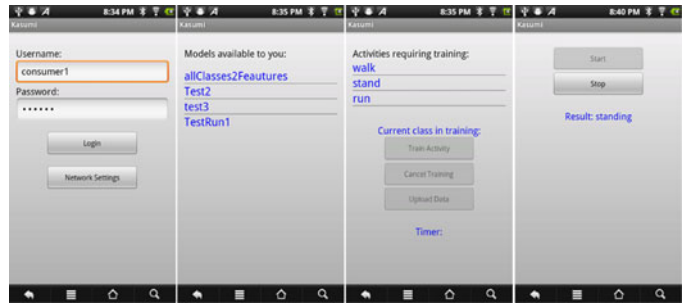 8:34 PM
Kasumi
Username:
consumer1
Password:
Login
Network Settings
8:35 PM
Kasumi
Models available to you:
allClasses2Feautures
Test2
test3
TestRun1
8:35 PM
Kasumi
Activities requiring training:
walk
stand
run
Current class in training:
Train Activity
Cancel Training
Upload Data
Timer:
8:40 PM
Kasumi
Start
Stop
Result: standing